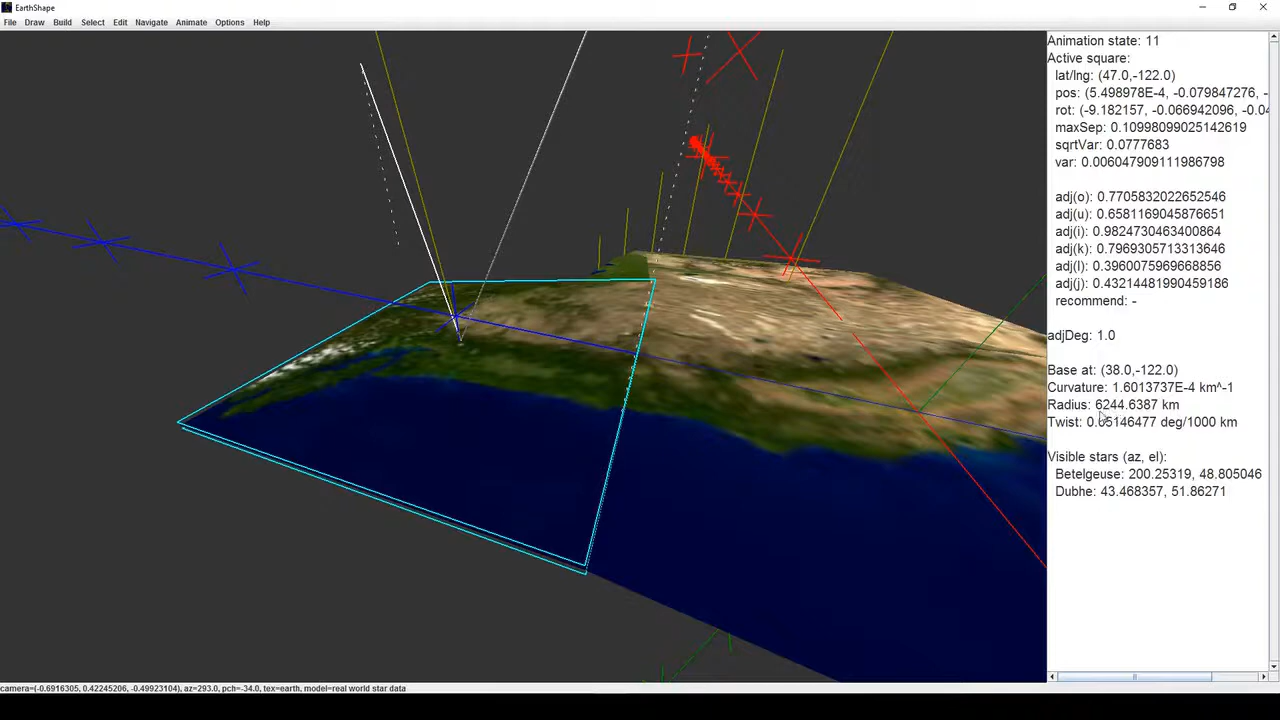 EarthShape
File Draw Build Select Edit Navigate Animate Options Help
Animation state: 11
Active square:
lat/lng: (47.0,-122.0)
pos: (5.498978E-4, -0.079847276, -
rot: (-9.182157, -0.066942096, -0.04
maxSep: 0.10998099025142619
sqrtVar: 0.0777683
var: 0.006047909111986798
adj(o): 0.7705832022652546
adj(u): 0.6581169045876651
adj(i): 0.9824730463400864
adj(k): 0.7969305713313646
adj(l): 0.3960075969668856
adj(j): 0.43214481990459186
recommend: -
adjDeg: 1.0
Base at: (38.0,-122.0)
Curvature: 1.6013737E-4 km^-1
Radius: 6244.6387 km
Twist: 0.05146477 deg/1000 km
Visible stars (az, el):
Betelgeuse: 200.25319, 48.805046
Dubhe: 43.468357, 51.86271
camera=(-0.6916305, 0.42245206, -0.49923104), az=293.0, pch=-34.0, tex=earth, model=real world star data